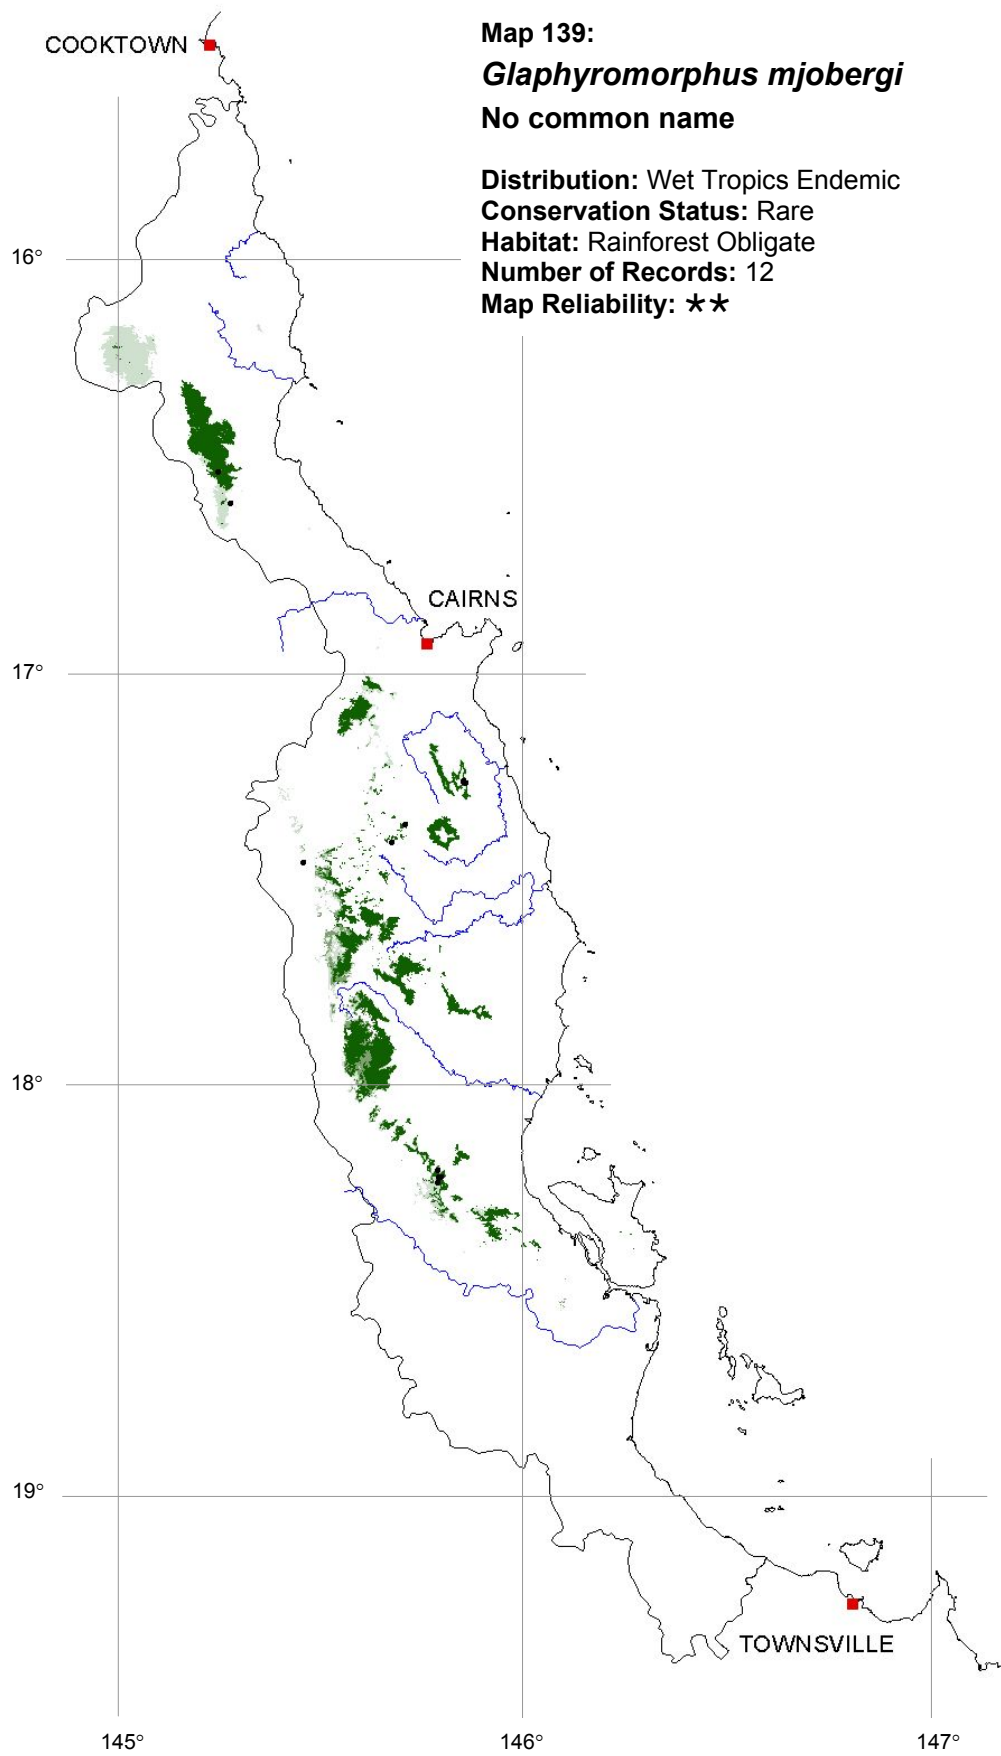 COOKTOWN
Map 139:
Glaphyromorphus mjobergi
No common name
Distribution: Wet Tropics Endemic
Conservation Status: Rare
Habitat: Rainforest Obligate
Number of Records: 12
Map Reliability: **
16°
CAIRNS
17°
18°
19°
TOWNSVILLE
145°
146°
147°